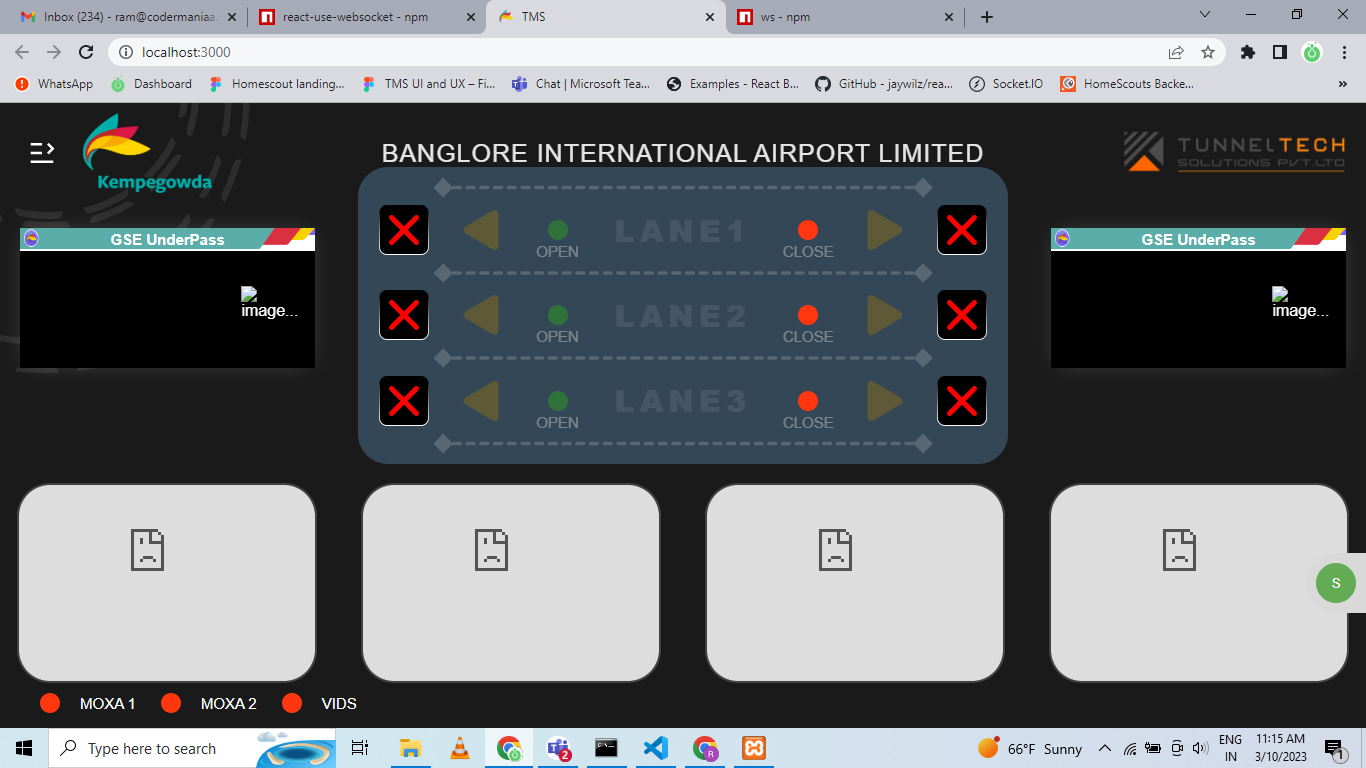 Inbox (234) - ram@codermaniaa.
react-use-websocket - npm
TMS
ws - npm
localhost:3000
WhatsApp
Dashboard
Homescout landing...
TMS UI and UX – Fi...
Chat | Microsoft Tea...
Examples - React B...
GitHub - jaywilz/rea...
Socket.IO
HomeScouts Backe...
»
Kempegowda
BANGLORE INTERNATIONAL AIRPORT LIMITED
TUNNELTECH
SOLUTIONS PVT.LTD
GSE UnderPass
image...
LANE1
OPEN
CLOSE
LANE2
OPEN
CLOSE
LANE3
OPEN
CLOSE
GSE UnderPass
image...
S
MOXA 1
MOXA 2
VIDS
Type here to search
2
R
66°F Sunny
ENG
IN
11:15 AM
3/10/2023
1